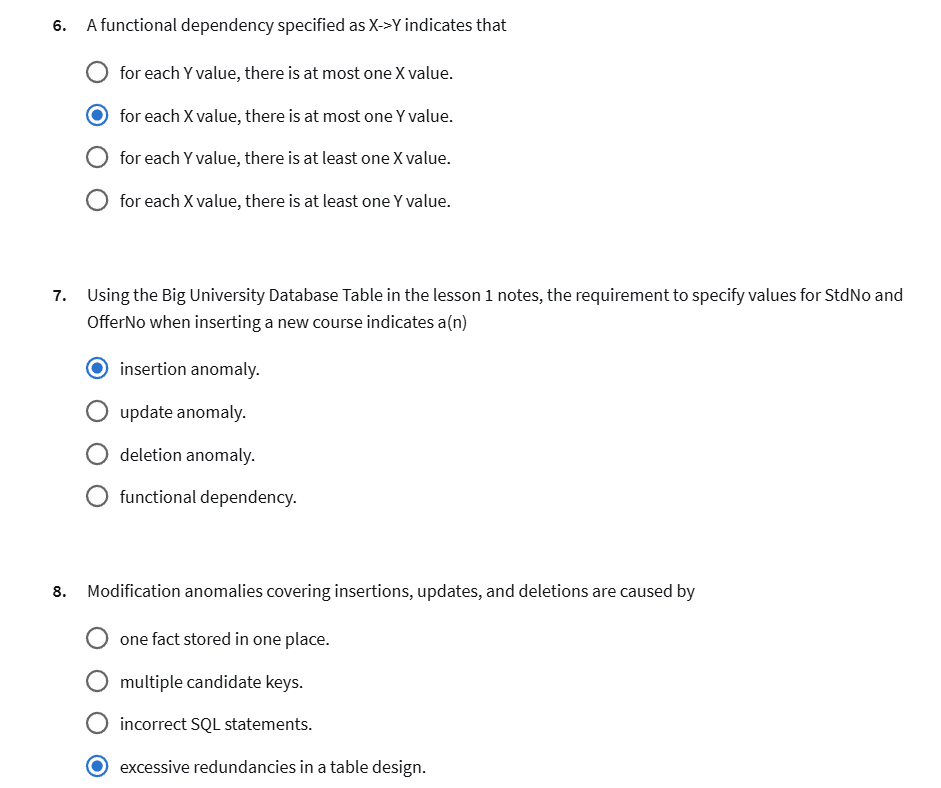 6. A functional dependency specified as X->Y indicates that
for each Y value, there is at most one X value.
for each X value, there is at most one Y value.
for each Y value, there is at least one X value.
for each X value, there is at least one Y value.
7. Using the Big University Database Table in the lesson 1 notes, the requirement to specify values for StdNo and
OfferNo when inserting a new course indicates a(n)
insertion anomaly.
update anomaly.
deletion anomaly.
functional dependency.
8. Modification anomalies covering insertions, updates, and deletions are caused by
one fact stored in one place.
multiple candidate keys.
incorrect SQL statements.
excessive redundancies in a table design.